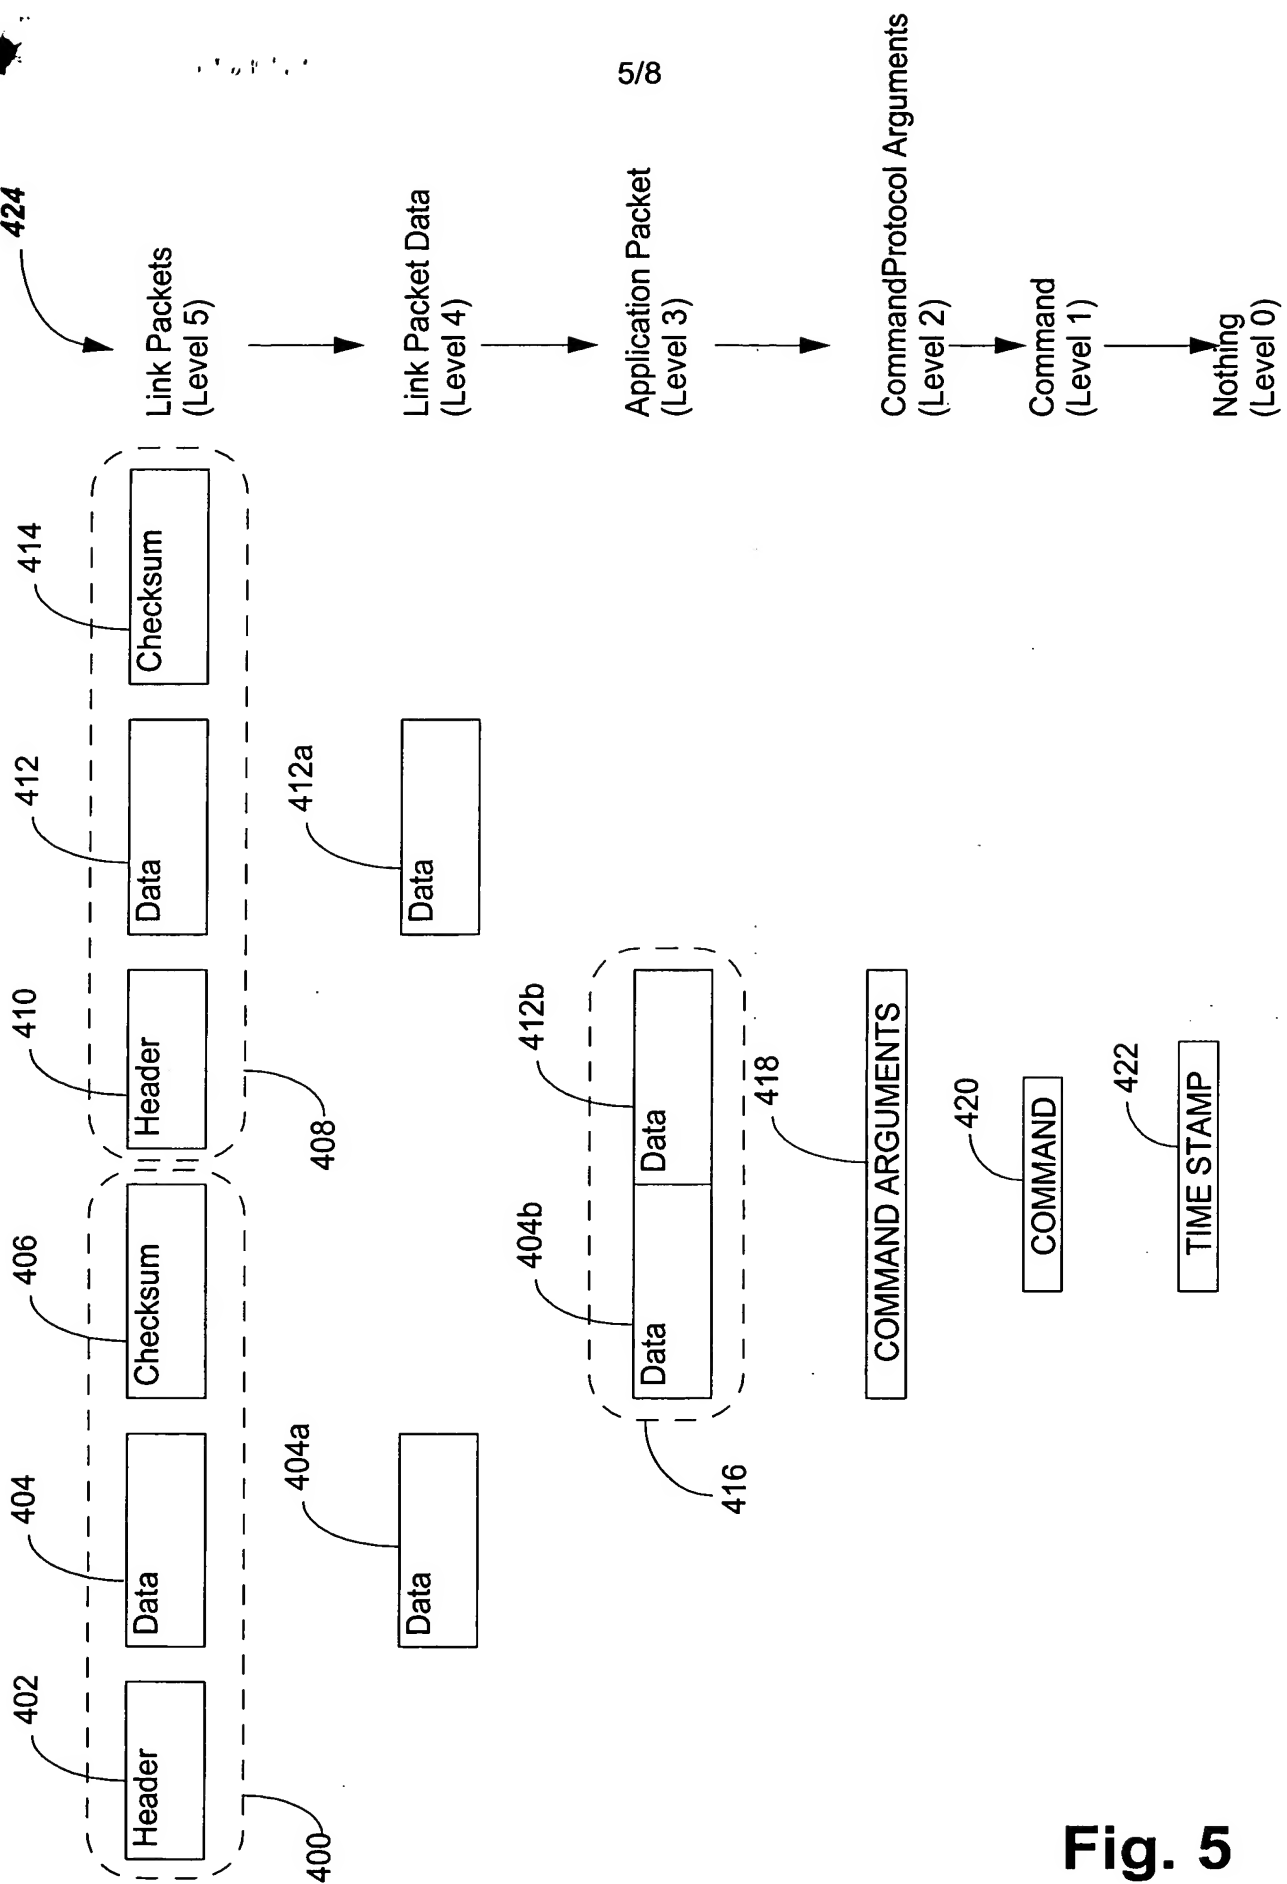 5/8
424
402
404
406
410
412
414
Header
Data
Checksum
Header
Data
Checksum
Link Packets
(Level 5)
400
408
404a
412a
Data
Data
Link Packet Data
(Level 4)
404b
412b
Data
Data
Application Packet
(Level 3)
416
418
COMMAND ARGUMENTS
CommandProtocol Arguments
(Level 2)
420
COMMAND
Command
(Level 1)
422
TIME STAMP
Nothing
(Level 0)
Fig. 5